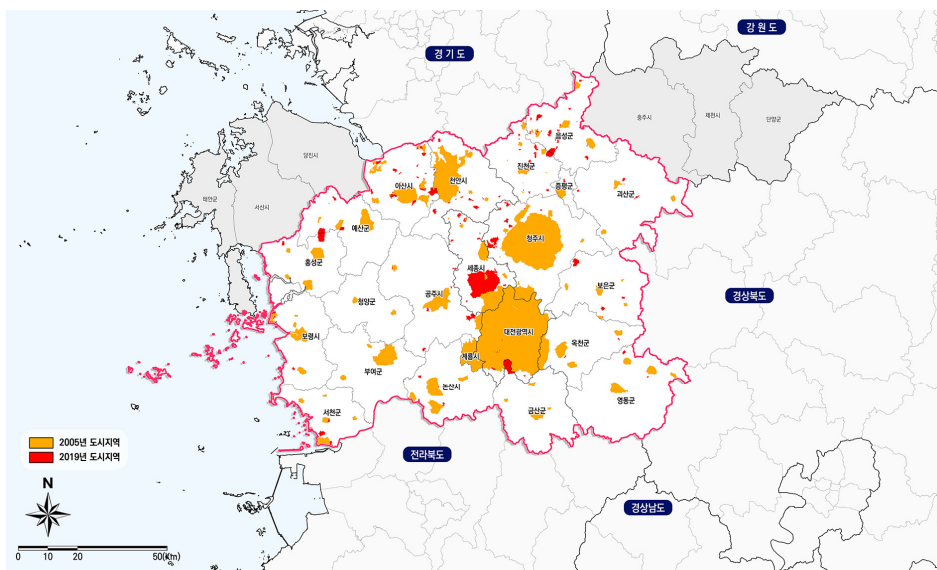 강 원 도
경 기 도
충주시
제천시
단양군
음성군
당진시
진천군
아산시
천안시
증평군
괴산군
태안군
서산시
예산군
청주시
홍성군
세종시
보은군
청양군
공주시
경상북도
대전광역시
보령시
옥천군
계룡시
부여군
논산시
영동군
서천군
금산군
2005년 도시지역
2019년 도시지역
전라북도
N
경상남도
0 10 20 50(Km)